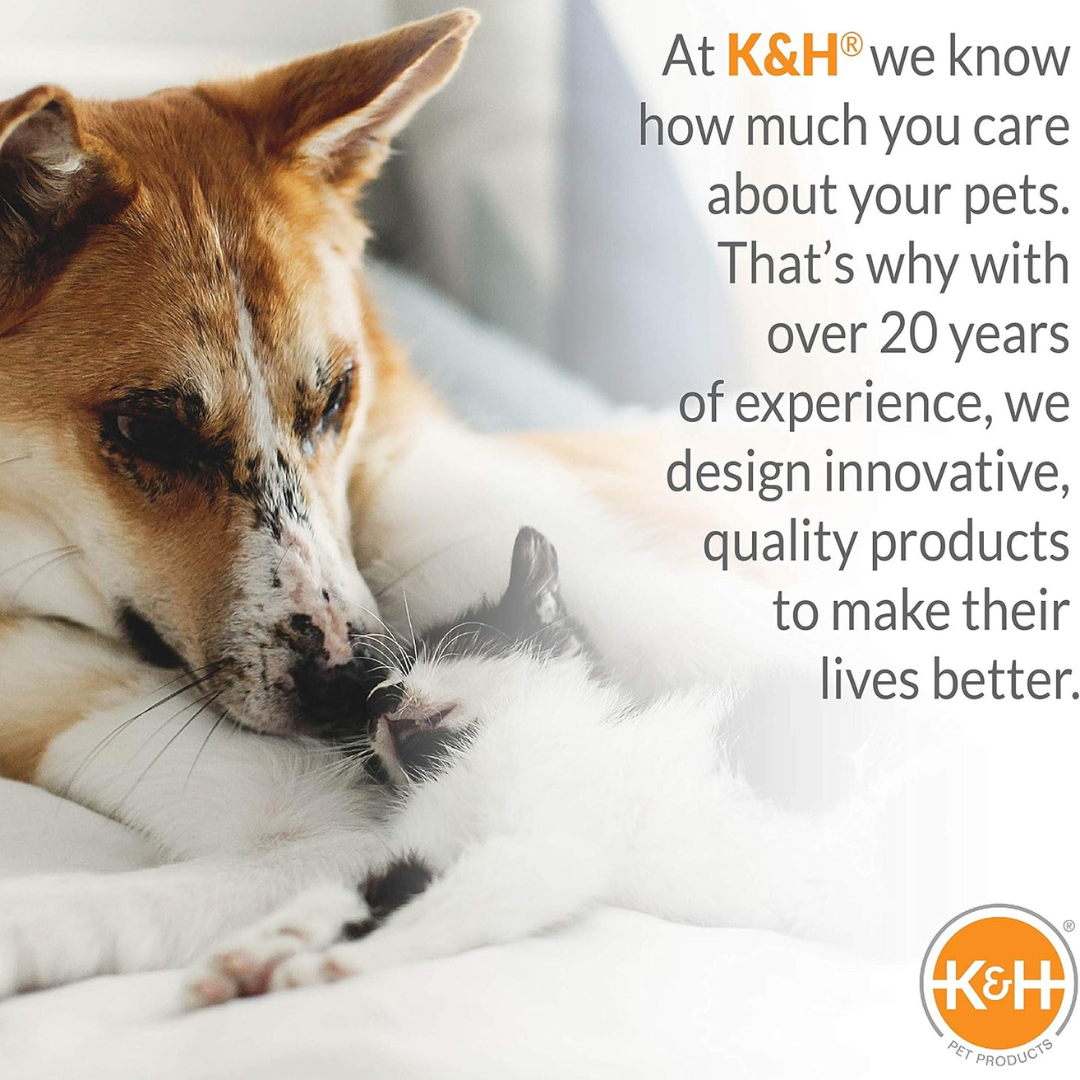 At K&H® we know
how much you care
about your pets.
That’s why with
over 20 years
of experience, we
design innovative,
quality products
to make their
lives better.
K&H®
PET PRODUCTS